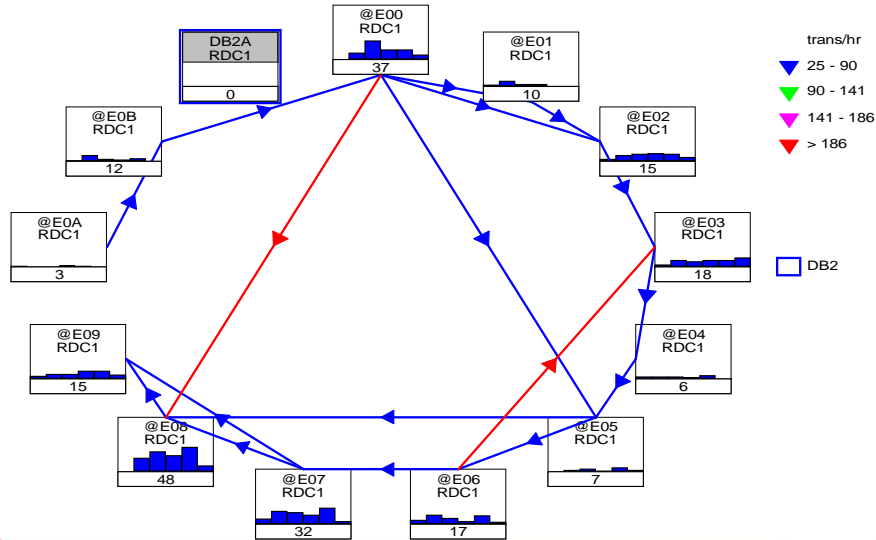 @E00
RDC1
37
DB2A
RDC1
0
@E01
RDC1
10
trans/hr
25 - 90
90 - 141
141 - 186
> 186
@E0B
RDC1
12
@E02
RDC1
15
@E0A
RDC1
3
@E03
RDC1
18
DB2
@E09
RDC1
15
@E04
RDC1
6
@E08
RDC1
48
@E05
RDC1
7
@E07
RDC1
32
@E06
RDC1
17